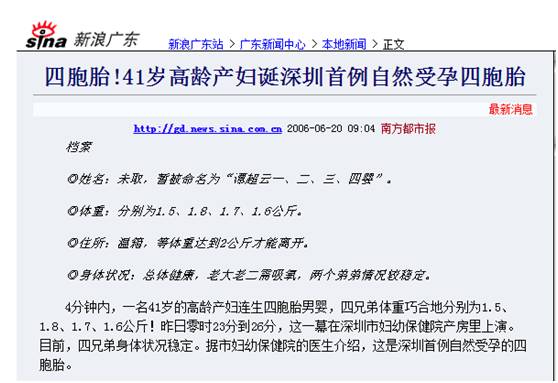 sina 新浪广东 新浪广东站 > 广东新闻中心 > 本地新闻 > 正文
四胞胎!41岁高龄产妇诞深圳首例自然受孕四胞胎
最新消息
http://gd.news.sina.com.cn 2006-06-20 09:04 南方都市报
档案
◎姓名：未取，暂被命名为“谭超云一、二、三、四婴”。
◎体重：分别为1.5、1.8、1.7、1.6公斤。
◎住所：温箱，等体重达到2公斤才能离开。
◎身体状况：总体健康，老大老二需吸氧，两个弟弟情况较稳定。
4分钟内，一名41岁的高龄产妇连生四胞胎男婴，四兄弟体重巧合地分别为1.5、
1.8、1.7、1.6公斤！昨日零时23分到26分，这一幕在深圳市妇幼保健院产房里上演。
目前，四兄弟身体状况稳定。据市妇幼保健院的医生介绍，这是深圳首例自然受孕的四
胞胎。